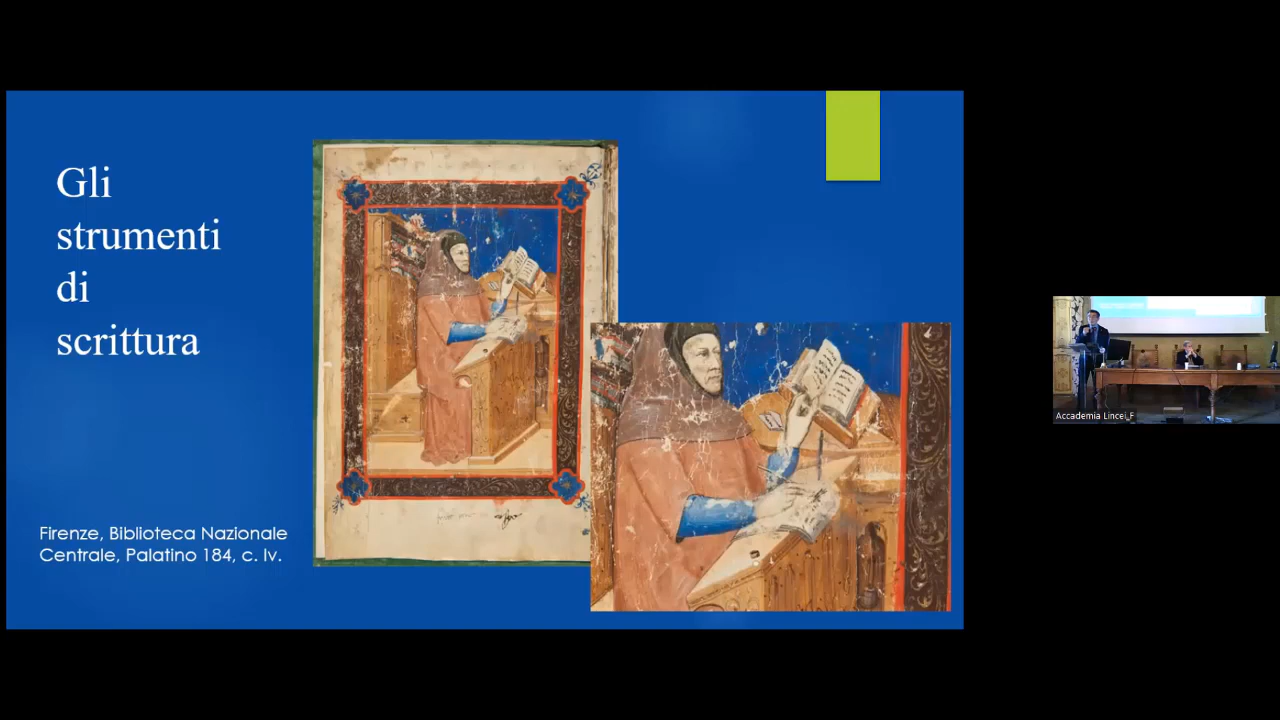 Gli
strumenti
di
scrittura
Firenze, Biblioteca Nazionale
Centrale, Palatino 184, c. Iv.
Accademia Lincei_F